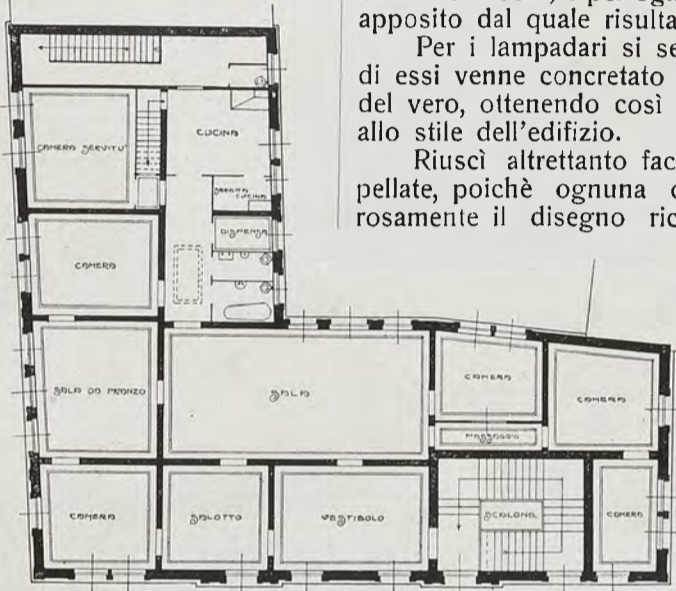 apposito dal quale risulta
Per i lampadari si se
di essi venne concretato
del vero, ottenendo così
allo stile dell'edifizio.
Riuscì altrettanto fac
pellate, poichè ognuna
rosamente il disegno ric
CUCINA
CAMERA SERVITU'
CUCINA
DISPENSA
CAMERA
SALA DA PRANZO
SALA
CAMERA
CAMERA
PASSAGGIO
CAMERA
SALOTTO
VESTIBOLO
SCALONE
CAMERA